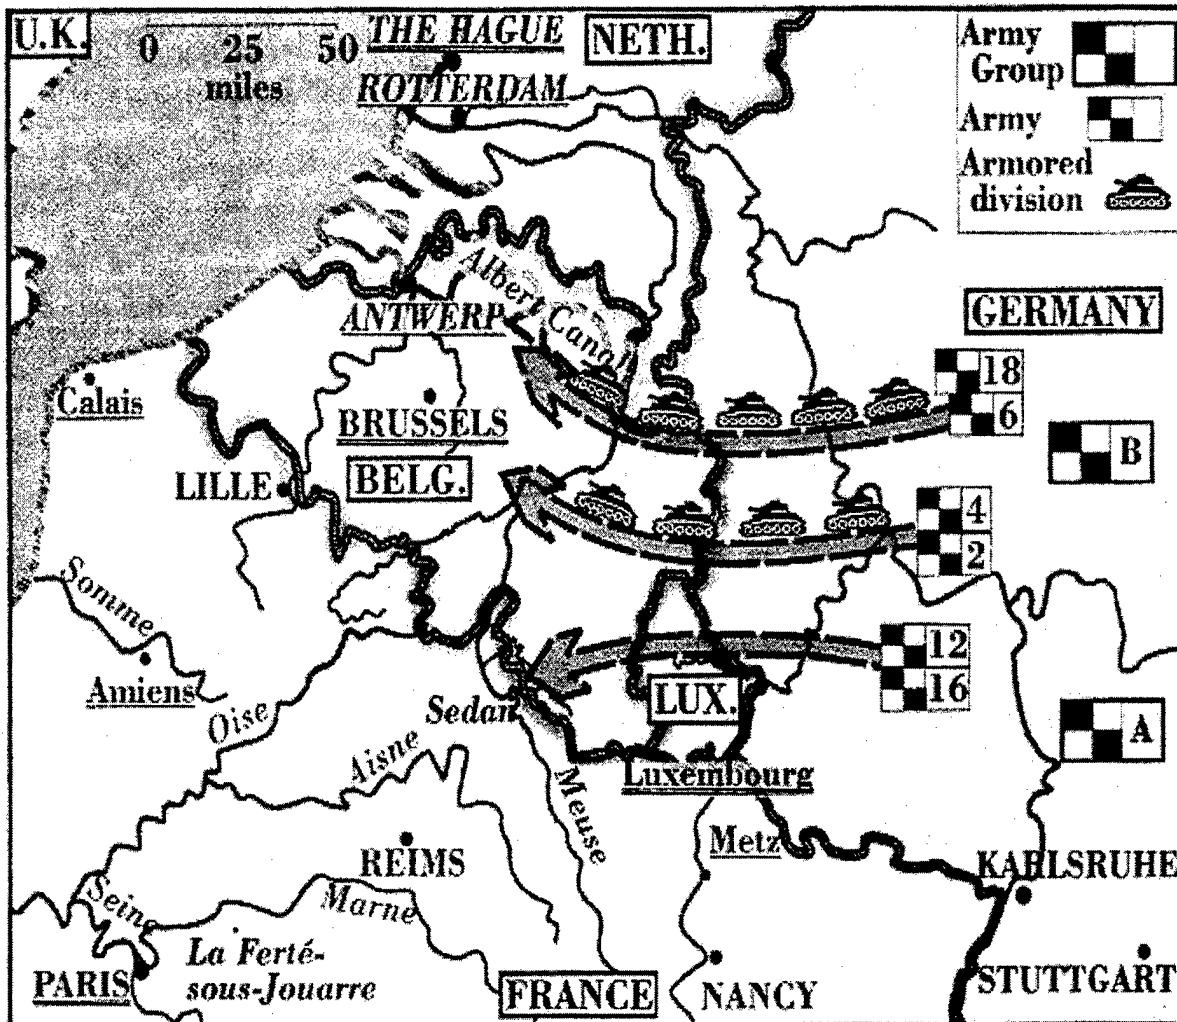 U.K.
0 25 50
miles
THE HAGUE
NETH.
ROTTERDAM
Army
Group
Army
Armored
division
Albert Canal
ANTWERP
GERMANY
18
6
Calais
BRUSSELS
B
LILLE
BELG.
4
2
Somme
12
16
Amiens
Oise
Sedan
LUX.
A
Aisne
Luxembourg
Meuse
Metz
REIMS
KARLSRUHE
Seine
Marne
La Ferté-
sous-Jouarre
PARIS
FRANCE
NANCY
STUTTGART